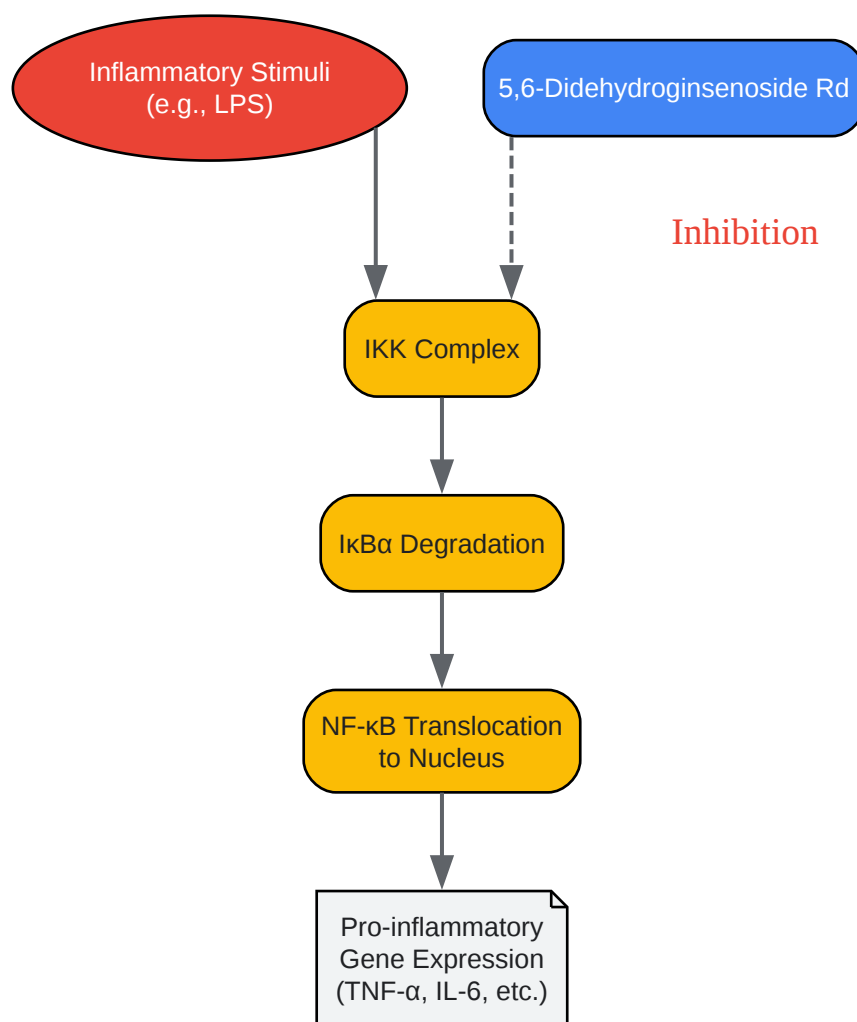 Inflammatory Stimuli
(e.g., LPS)
5,6-Didehydroginsenoside Rd
Inhibition
IKK Complex
IκBα Degradation
NF-κB Translocation
to Nucleus
Pro-inflammatory
Gene Expression
(TNF-α, IL-6, etc.)